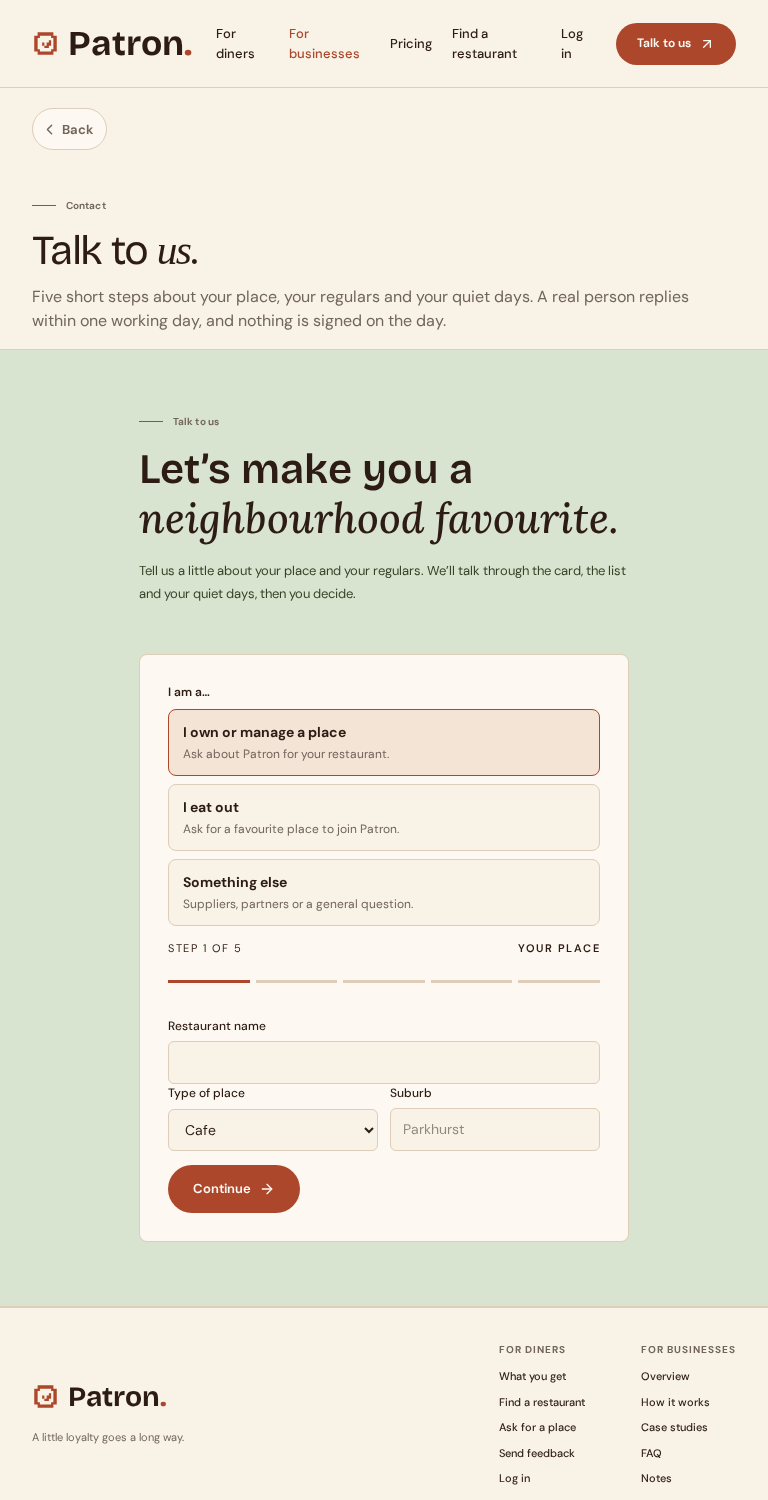 Patron.
For diners
For businesses
Pricing
Find a restaurant
Log in
Talk to us
Back
Contact
Talk to us.
Five short steps about your place, your regulars and your quiet days. A real person replies
within one working day, and nothing is signed on the day.
Talk to us
Let's make you a
neighbourhood favourite.
Tell us a little about your place and your regulars. We'll talk through the card, the list
and your quiet days, then you decide.
I am a…
I own or manage a place
Ask about Patron for your restaurant.
I eat out
Ask for a favourite place to join Patron.
Something else
Suppliers, partners or a general question.
STEP 1 OF 5
YOUR PLACE
Restaurant name
Type of place
Suburb
Cafe
Parkhurst
Continue
Patron.
A little loyalty goes a long way.
FOR DINERS
What you get
Find a restaurant
Ask for a place
Send feedback
Log in
FOR BUSINESSES
Overview
How it works
Case studies
FAQ
Notes